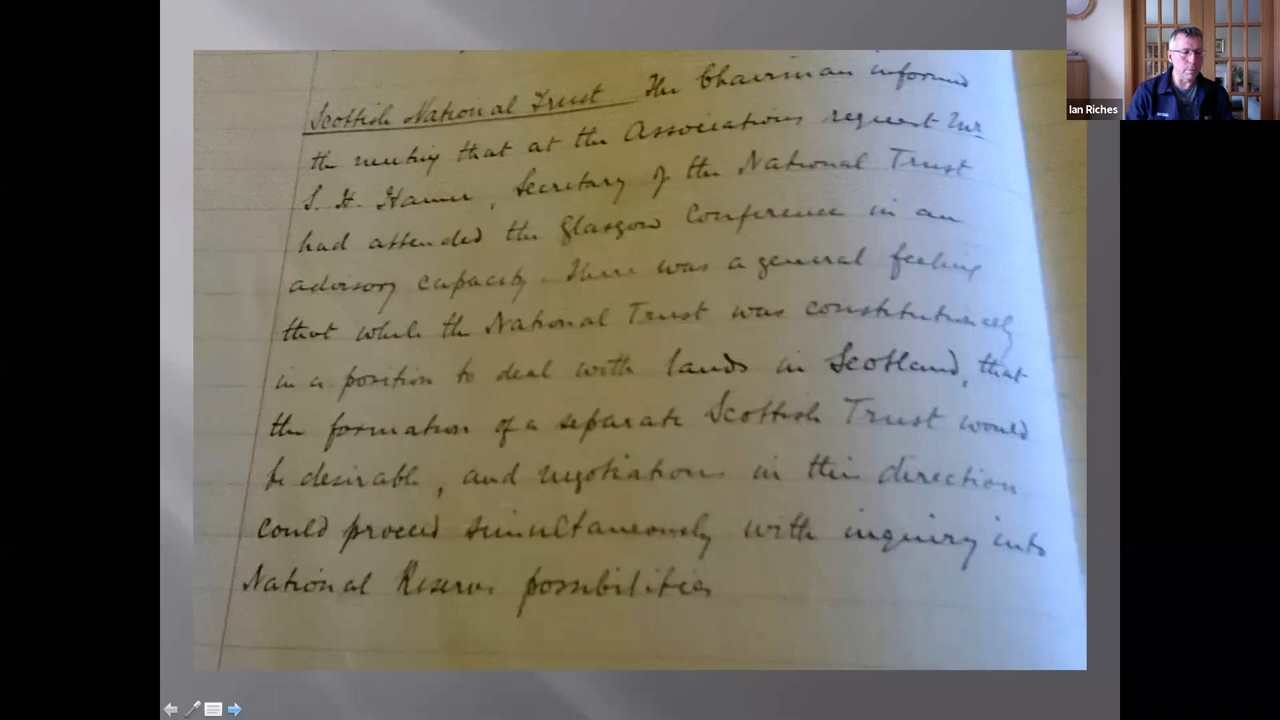 Scottish National Trust The Chairman informed
the meeting that at the Association's request Mr
S. H. Hamer, Secretary of the National Trust
had attended the Glasgow Conference in an
advisory capacity. There was a general feeling
that while the National Trust was constitutionally
in a position to deal with lands in Scotland, that
the formation of a separate Scottish Trust would
be desirable, and negotiations in this direction
could proceed simultaneously with inquiry into
National Reserve possibilities
Ian Riches